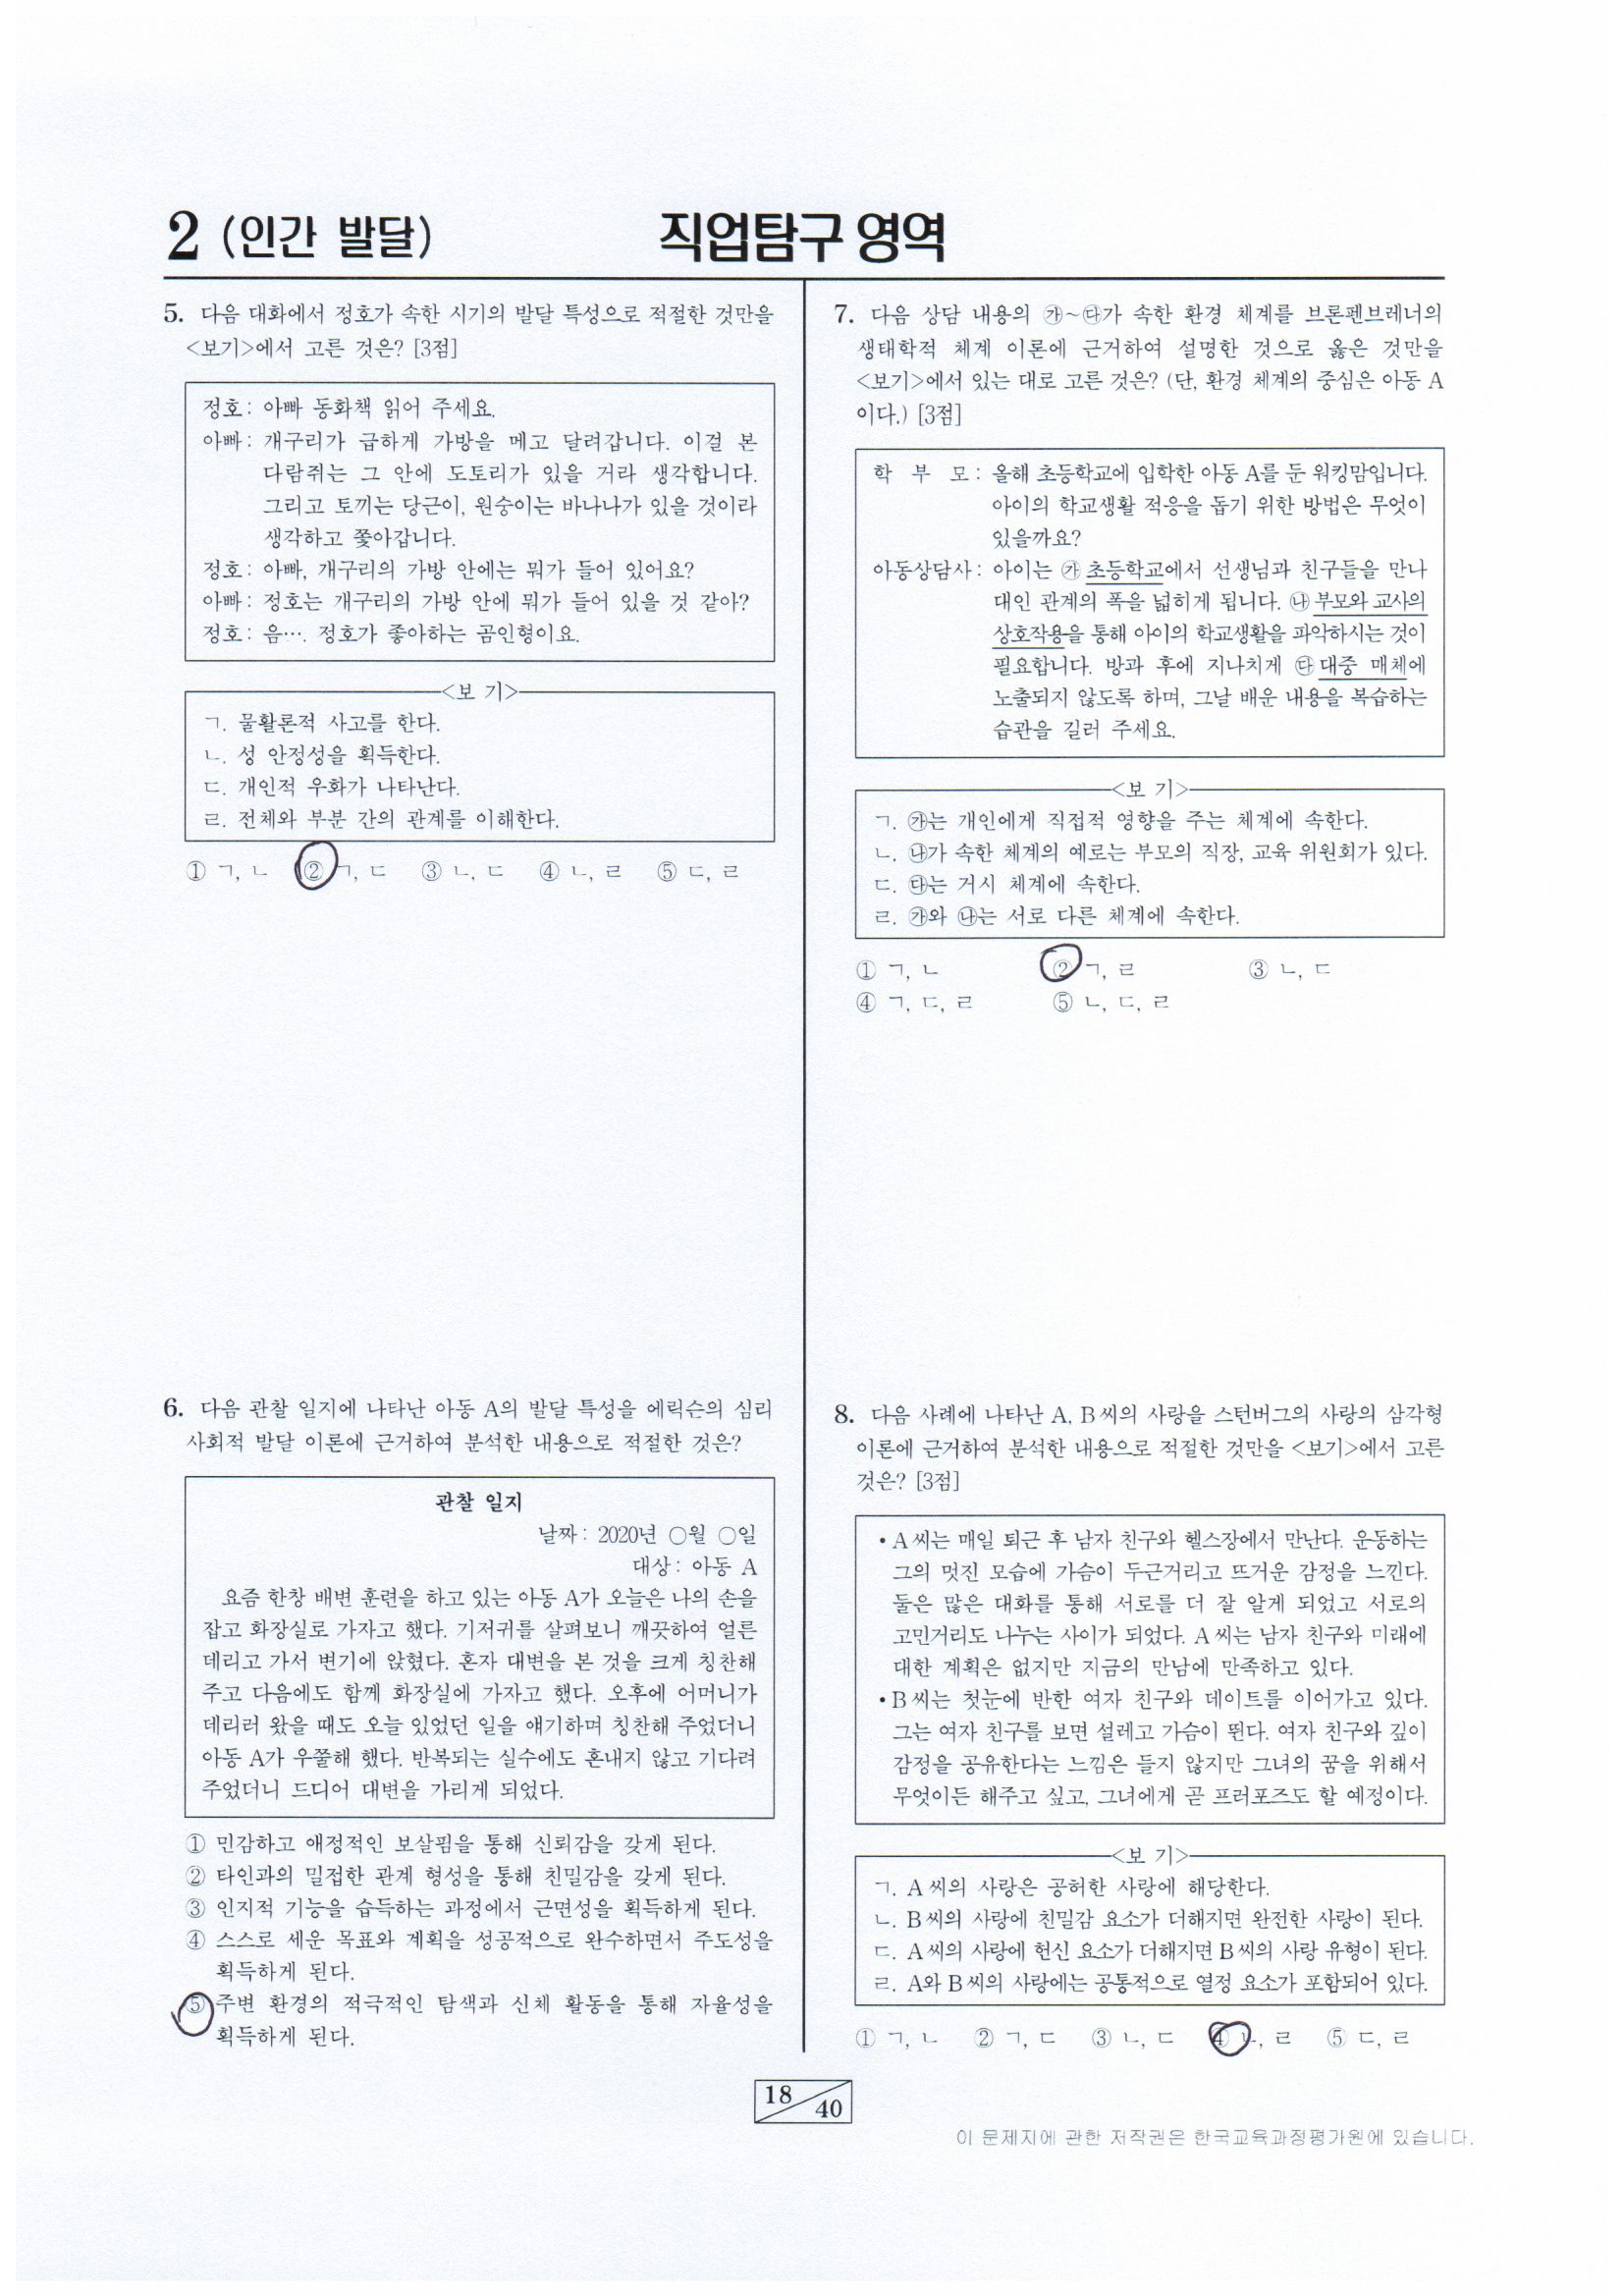 2 (인간 발달)
직업탐구 영역
5. 다음 대화에서 정호가 속한 시기의 발달 특성으로 적절한 것만을
<보기>에서 고른 것은? [3점]
정호: 아빠 동화책 읽어 주세요.
아빠: 개구리가 급하게 가방을 메고 달려갑니다. 이걸 본
다람쥐는 그 안에 도토리가 있을 거라 생각합니다.
그리고 토끼는 당근이, 원숭이는 바나나가 있을 것이라
생각하고 쫓아갑니다.
정호: 아빠, 개구리의 가방 안에는 뭐가 들어 있어요?
아빠: 정호는 개구리의 가방 안에 뭐가 들어 있을 것 같아?
정호: 음…. 정호가 좋아하는 곰인형이요.
<보 기>
ㄱ. 물활론적 사고를 한다.
ㄴ. 성 안정성을 획득한다.
ㄷ. 개인적 우화가 나타난다.
ㄹ. 전체와 부분 간의 관계를 이해한다.
① ㄱ, ㄴ ② ㄱ, ㄷ ③ ㄴ, ㄷ ④ ㄴ, ㄹ ⑤ ㄷ, ㄹ
6. 다음 관찰 일지에 나타난 아동 A의 발달 특성을 에릭슨의 심리
사회적 발달 이론에 근거하여 분석한 내용으로 적절한 것은?
관찰 일지
날짜: 2020년 ○월 ○일
대상: 아동 A
요즘 한창 배변 훈련을 하고 있는 아동 A가 오늘은 나의 손을
잡고 화장실로 가자고 했다. 기저귀를 살펴보니 깨끗하여 얼른
데리고 가서 변기에 앉혔다. 혼자 대변을 본 것을 크게 칭찬해
주고 다음에도 함께 화장실에 가자고 했다. 오후에 어머니가
데리러 왔을 때도 오늘 있었던 일을 얘기하며 칭찬해 주었더니
아동 A가 우쭐해 했다. 반복되는 실수에도 혼내지 않고 기다려
주었더니 드디어 대변을 가리게 되었다.
① 민감하고 애정적인 보살핌을 통해 신뢰감을 갖게 된다.
② 타인과의 밀접한 관계 형성을 통해 친밀감을 갖게 된다.
③ 인지적 기능을 습득하는 과정에서 근면성을 획득하게 된다.
④ 스스로 세운 목표와 계획을 성공적으로 완수하면서 주도성을
획득하게 된다.
⑤ 주변 환경의 적극적인 탐색과 신체 활동을 통해 자율성을
획득하게 된다.
7. 다음 상담 내용의 ㉮~㉰가 속한 환경 체계를 브론펜브레너의
생태학적 체계 이론에 근거하여 설명한 것으로 옳은 것만을
<보기>에서 있는 대로 고른 것은? (단, 환경 체계의 중심은 아동 A
이다.) [3점]
학 부 모: 올해 초등학교에 입학한 아동 A를 둔 워킹맘입니다.
아이의 학교생활 적응을 돕기 위한 방법은 무엇이
있을까요?
아동상담사: 아이는 ㉮ 초등학교에서 선생님과 친구들을 만나
대인 관계의 폭을 넓히게 됩니다. ㉯ 부모와 교사의
상호작용을 통해 아이의 학교생활을 파악하시는 것이
필요합니다. 방과 후에 지나치게 ㉰ 대중 매체에
노출되지 않도록 하며, 그날 배운 내용을 복습하는
습관을 길러 주세요.
<보 기>
ㄱ. ㉮는 개인에게 직접적 영향을 주는 체계에 속한다.
ㄴ. ㉯가 속한 체계의 예로는 부모의 직장, 교육 위원회가 있다.
ㄷ. ㉰는 거시 체계에 속한다.
ㄹ. ㉮와 ㉯는 서로 다른 체계에 속한다.
① ㄱ, ㄴ ② ㄱ, ㄹ ③ ㄴ, ㄷ
④ ㄱ, ㄷ, ㄹ ⑤ ㄴ, ㄷ, ㄹ
8. 다음 사례에 나타난 A, B씨의 사랑을 스턴버그의 사랑의 삼각형
이론에 근거하여 분석한 내용으로 적절한 것만을 <보기>에서 고른
것은? [3점]
• A씨는 매일 퇴근 후 남자 친구와 헬스장에서 만난다. 운동하는
그의 멋진 모습에 가슴이 두근거리고 뜨거운 감정을 느낀다.
둘은 많은 대화를 통해 서로를 더 잘 알게 되었고 서로의
고민거리도 나누는 사이가 되었다. A씨는 남자 친구와 미래에
대한 계획은 없지만 지금의 만남에 만족하고 있다.
• B씨는 첫눈에 반한 여자 친구와 데이트를 이어가고 있다.
그는 여자 친구를 보면 설레고 가슴이 뛴다. 여자 친구와 깊이
감정을 공유한다는 느낌은 들지 않지만 그녀의 꿈을 위해서
무엇이든 해주고 싶고, 그녀에게 곧 프러포즈도 할 예정이다.
<보 기>
ㄱ. A씨의 사랑은 공허한 사랑에 해당한다.
ㄴ. B씨의 사랑에 친밀감 요소가 더해지면 완전한 사랑이 된다.
ㄷ. A씨의 사랑에 헌신 요소가 더해지면 B씨의 사랑 유형이 된다.
ㄹ. A와 B씨의 사랑에는 공통적으로 열정 요소가 포함되어 있다.
① ㄱ, ㄴ ② ㄱ, ㄷ ③ ㄴ, ㄷ ④ ㄴ, ㄹ ⑤ ㄷ, ㄹ
18 40
이 문제지에 관한 저작권은 한국교육과정평가원에 있습니다.